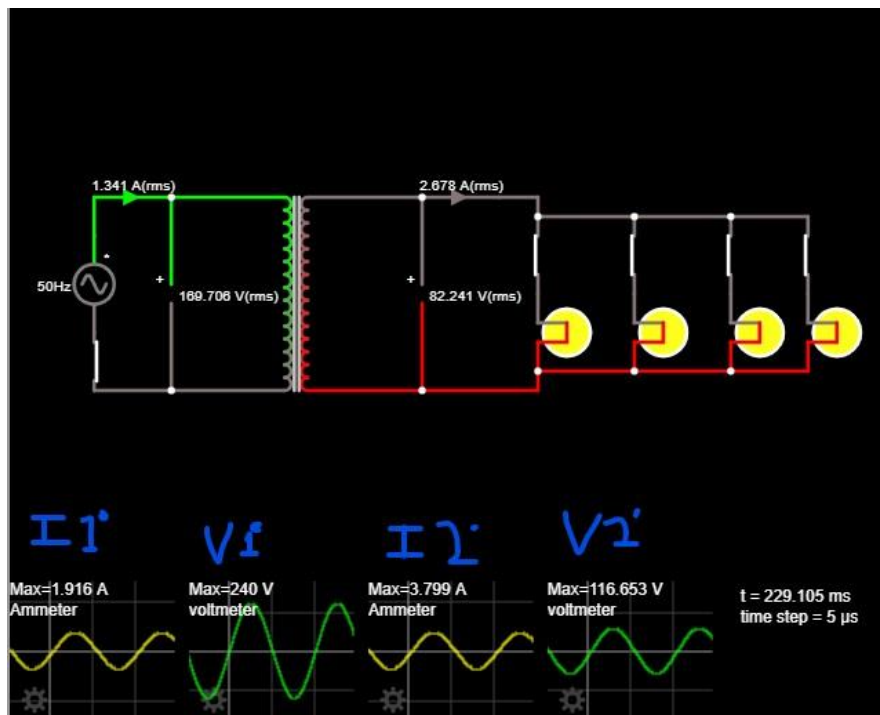 1.341 A(rms)
2.678 A(rms)
50Hz
+
169.706 V(rms)
+
82.241 V(rms)
I1
V1
I2
V2
Max=1.916 A
Ammeter
Max=240 V
voltmeter
Max=3.799 A
Ammeter
Max=116.653 V
voltmeter
t = 229.105 ms
time step = 5 µs